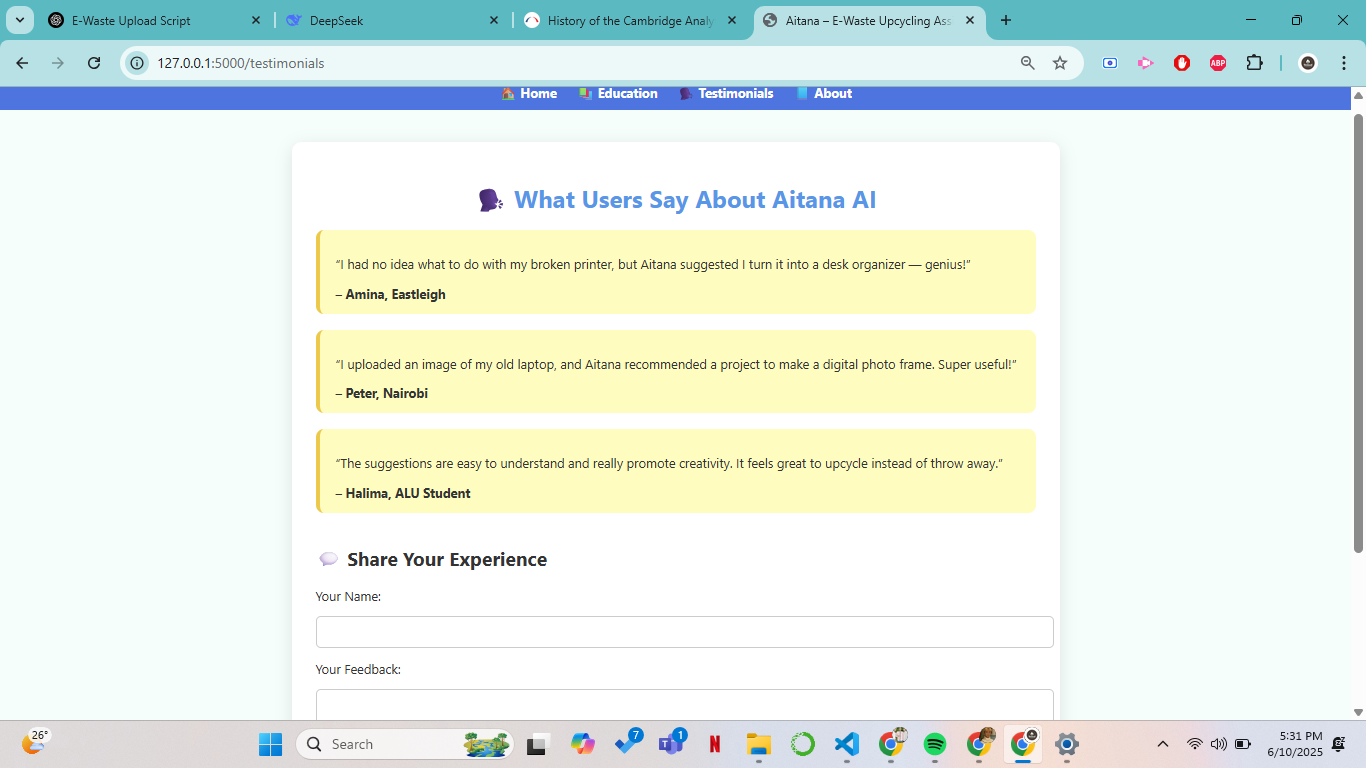 E-Waste Upload Script
DeepSeek
History of the Cambridge Analy
Aitana – E-Waste Upcycling Ass
127.0.0.1:5000/testimonials
ABP
Home
Education
Testimonials
About
What Users Say About Aitana AI
“I had no idea what to do with my broken printer, but Aitana suggested I turn it into a desk organizer — genius!”
– Amina, Eastleigh
“I uploaded an image of my old laptop, and Aitana recommended a project to make a digital photo frame. Super useful!”
– Peter, Nairobi
“The suggestions are easy to understand and really promote creativity. It feels great to upcycle instead of throw away.”
– Halima, ALU Student
Share Your Experience
Your Name:
Your Feedback:
26°
Search
7
1
N
5:31 PM
6/10/2025